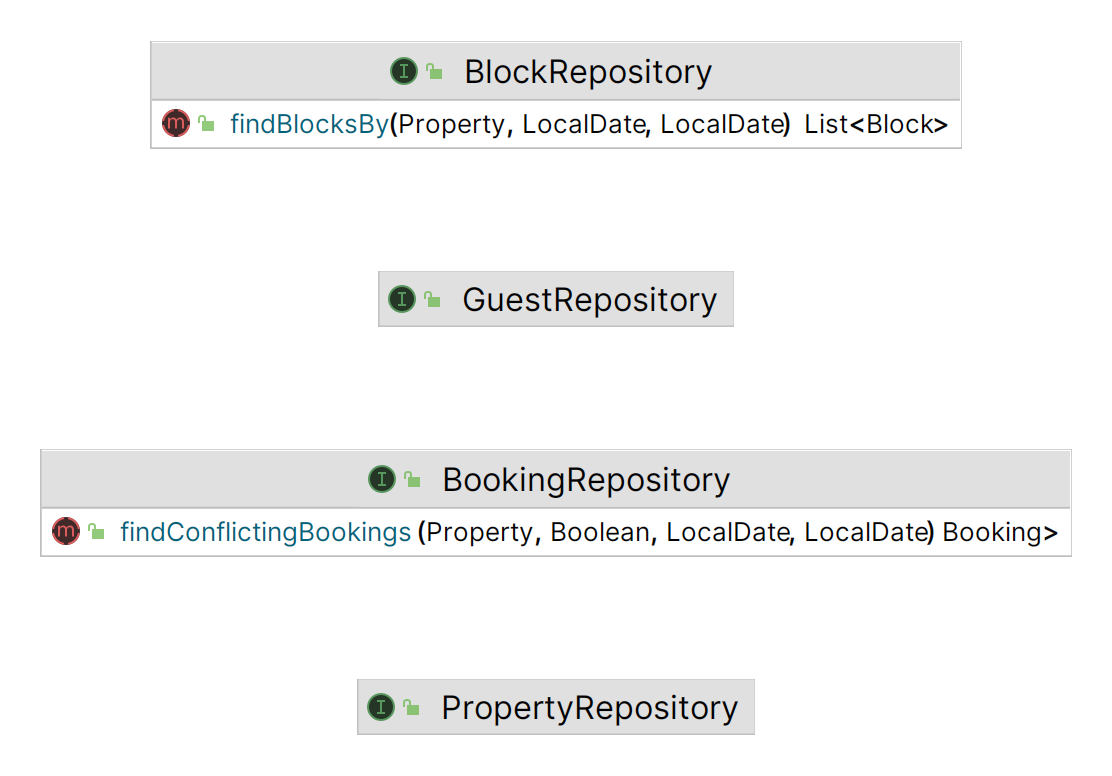 BlockRepository
findBlocksBy(Property, LocalDate, LocalDate) List<Block>
GuestRepository
BookingRepository
findConflictingBookings (Property, Boolean, LocalDate, LocalDate) Booking>
PropertyRepository